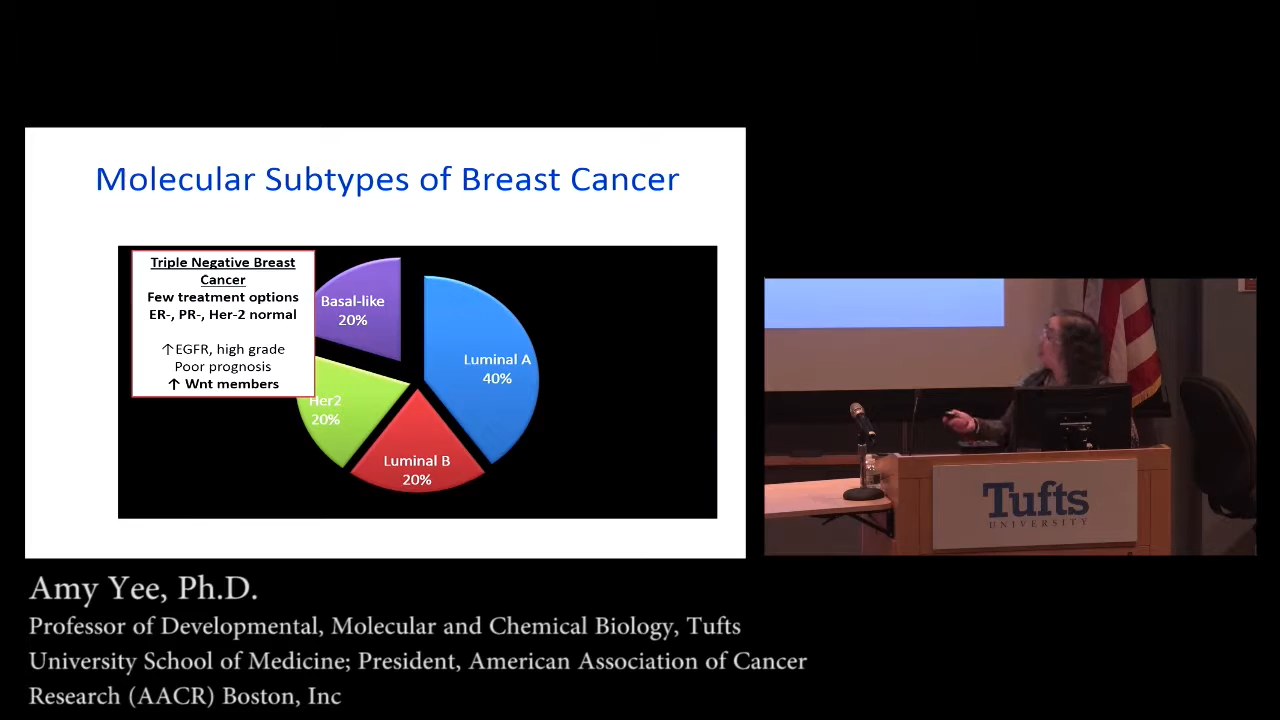 Molecular Subtypes of Breast Cancer
Triple Negative Breast
Cancer
Few treatment options
ER-, PR-, Her-2 normal
↑EGFR, high grade
Poor prognosis
↑ Wnt members
Basal-like
20%
Luminal A
40%
Her2
20%
Luminal B
20%
Tufts
UNIVERSITY
Amy Yee, Ph.D.
Professor of Developmental, Molecular and Chemical Biology, Tufts
University School of Medicine; President, American Association of Cancer
Research (AACR) Boston, Inc